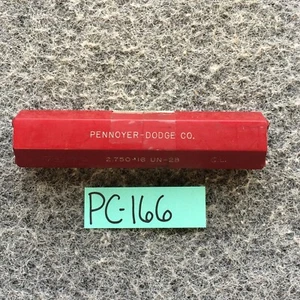 PENNOYER-DODGE CO.
2.750-16 UN-2B
PC-166